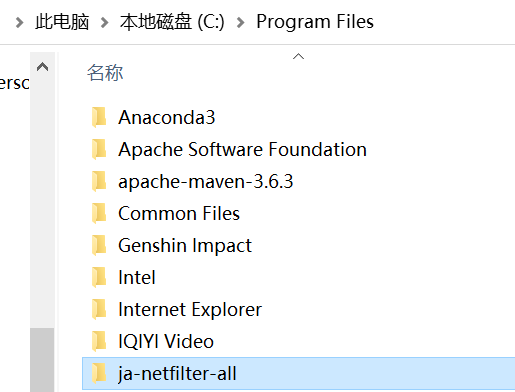 此电脑 本地磁盘 (C:) Program Files
erso
名称
Anaconda3
Apache Software Foundation
apache-maven-3.6.3
Common Files
Genshin Impact
Intel
Internet Explorer
IQIYI Video
ja-netfilter-all